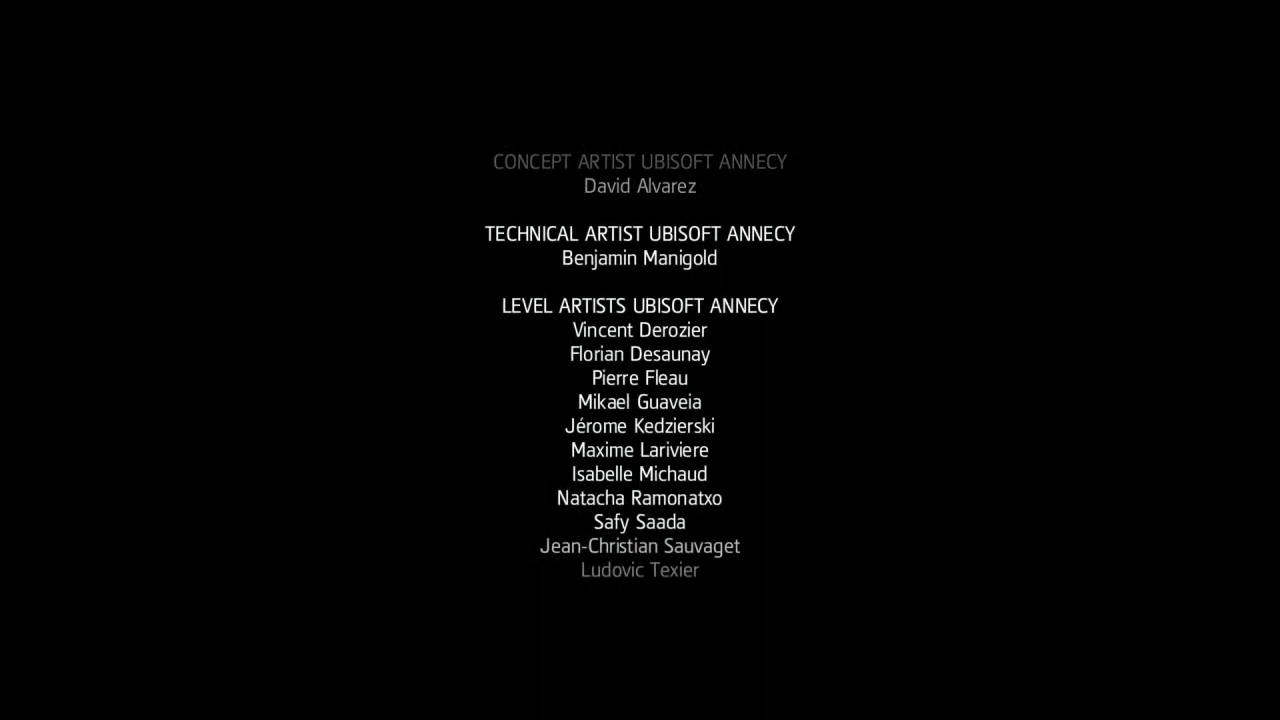 CONCEPT ARTIST UBISOFT ANNECY
David Alvarez
TECHNICAL ARTIST UBISOFT ANNECY
Benjamin Manigold
LEVEL ARTISTS UBISOFT ANNECY
Vincent Derozier
Florian Desaunay
Pierre Fleau
Mikael Guaveia
Jérome Kedzierski
Maxime Lariviere
Isabelle Michaud
Natacha Ramonatxo
Safy Saada
Jean-Christian Sauvaget
Ludovic Texier